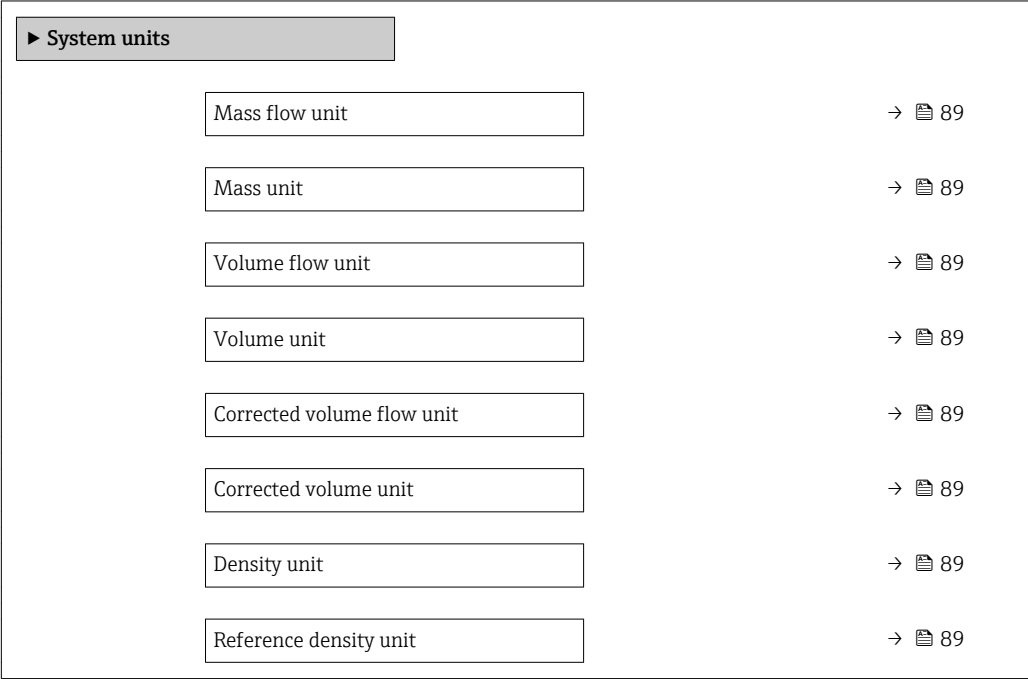 ► System units
Mass flow unit → 89
Mass unit → 89
Volume flow unit → 89
Volume unit → 89
Corrected volume flow unit → 89
Corrected volume unit → 89
Density unit → 89
Reference density unit → 89